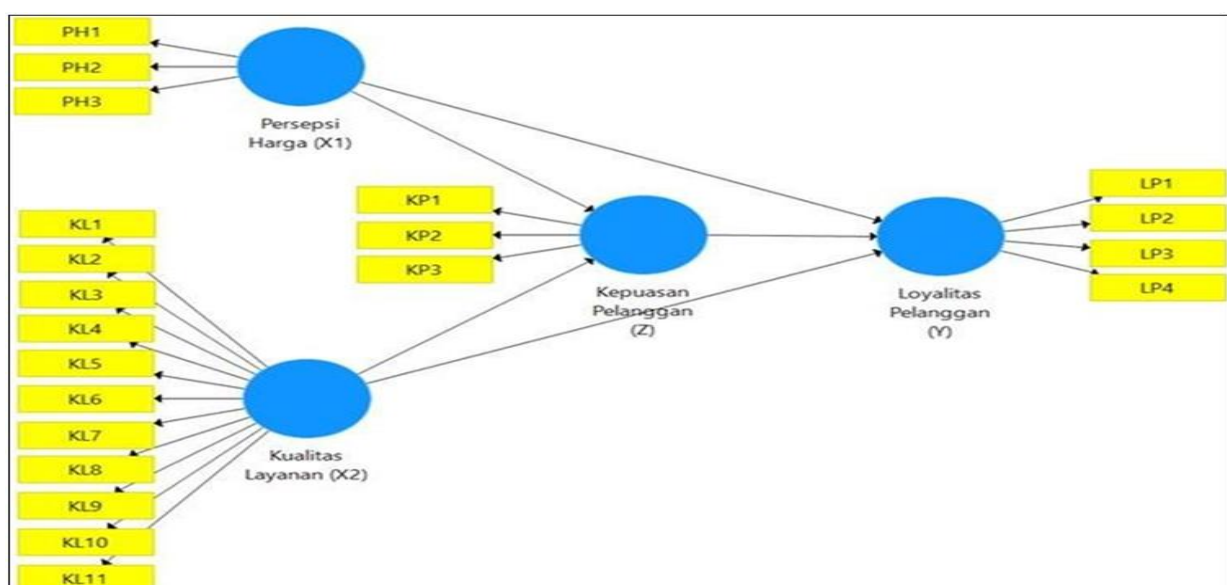 PH1
PH2
PH3
Persepsi
Harga (X1)
KL1
KL2
KL3
KL4
KL5
KL6
KL7
KL8
KL9
KL10
KL11
Kualitas
Layanan (X2)
KP1
KP2
KP3
Kepuasan
Pelanggan
(Z)
Loyalitas
Pelanggan
(Y)
LP1
LP2
LP3
LP4